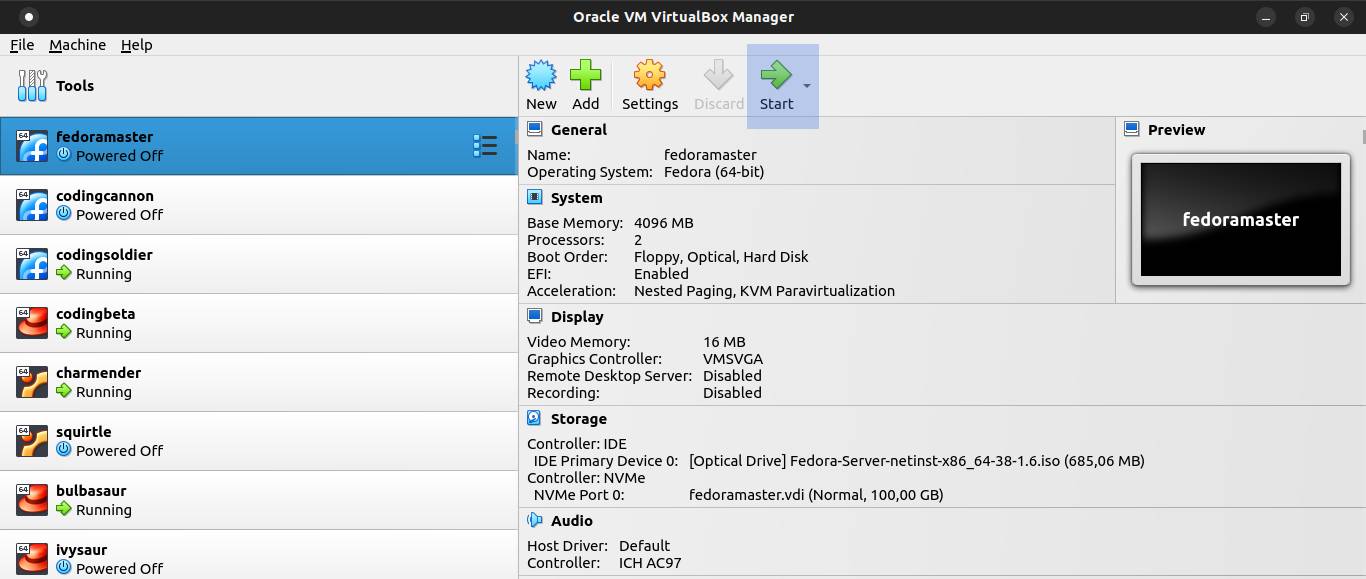 Oracle VM VirtualBox Manager
File Machine Help
Tools
New Add Settings Discard Start
64 fedoramaster
Powered Off
64 codingcannon
Powered Off
64 codingsoldier
Running
64 codingbeta
Running
64 charmender
Running
64 squirtle
Powered Off
64 bulbasaur
Running
64 ivysaur
Powered Off
General
Name: fedoramaster
Operating System: Fedora (64-bit)
System
Base Memory: 4096 MB
Processors: 2
Boot Order: Floppy, Optical, Hard Disk
EFI: Enabled
Acceleration: Nested Paging, KVM Paravirtualization
Preview
fedoramaster
Display
Video Memory: 16 MB
Graphics Controller: VMSVGA
Remote Desktop Server: Disabled
Recording: Disabled
Storage
Controller: IDE
IDE Primary Device 0: [Optical Drive] Fedora-Server-netinst-x86_64-38-1.6.iso (685,06 MB)
Controller: NVMe
NVMe Port 0: fedoramaster.vdi (Normal, 100,00 GB)
Audio
Host Driver: Default
Controller: ICH AC97